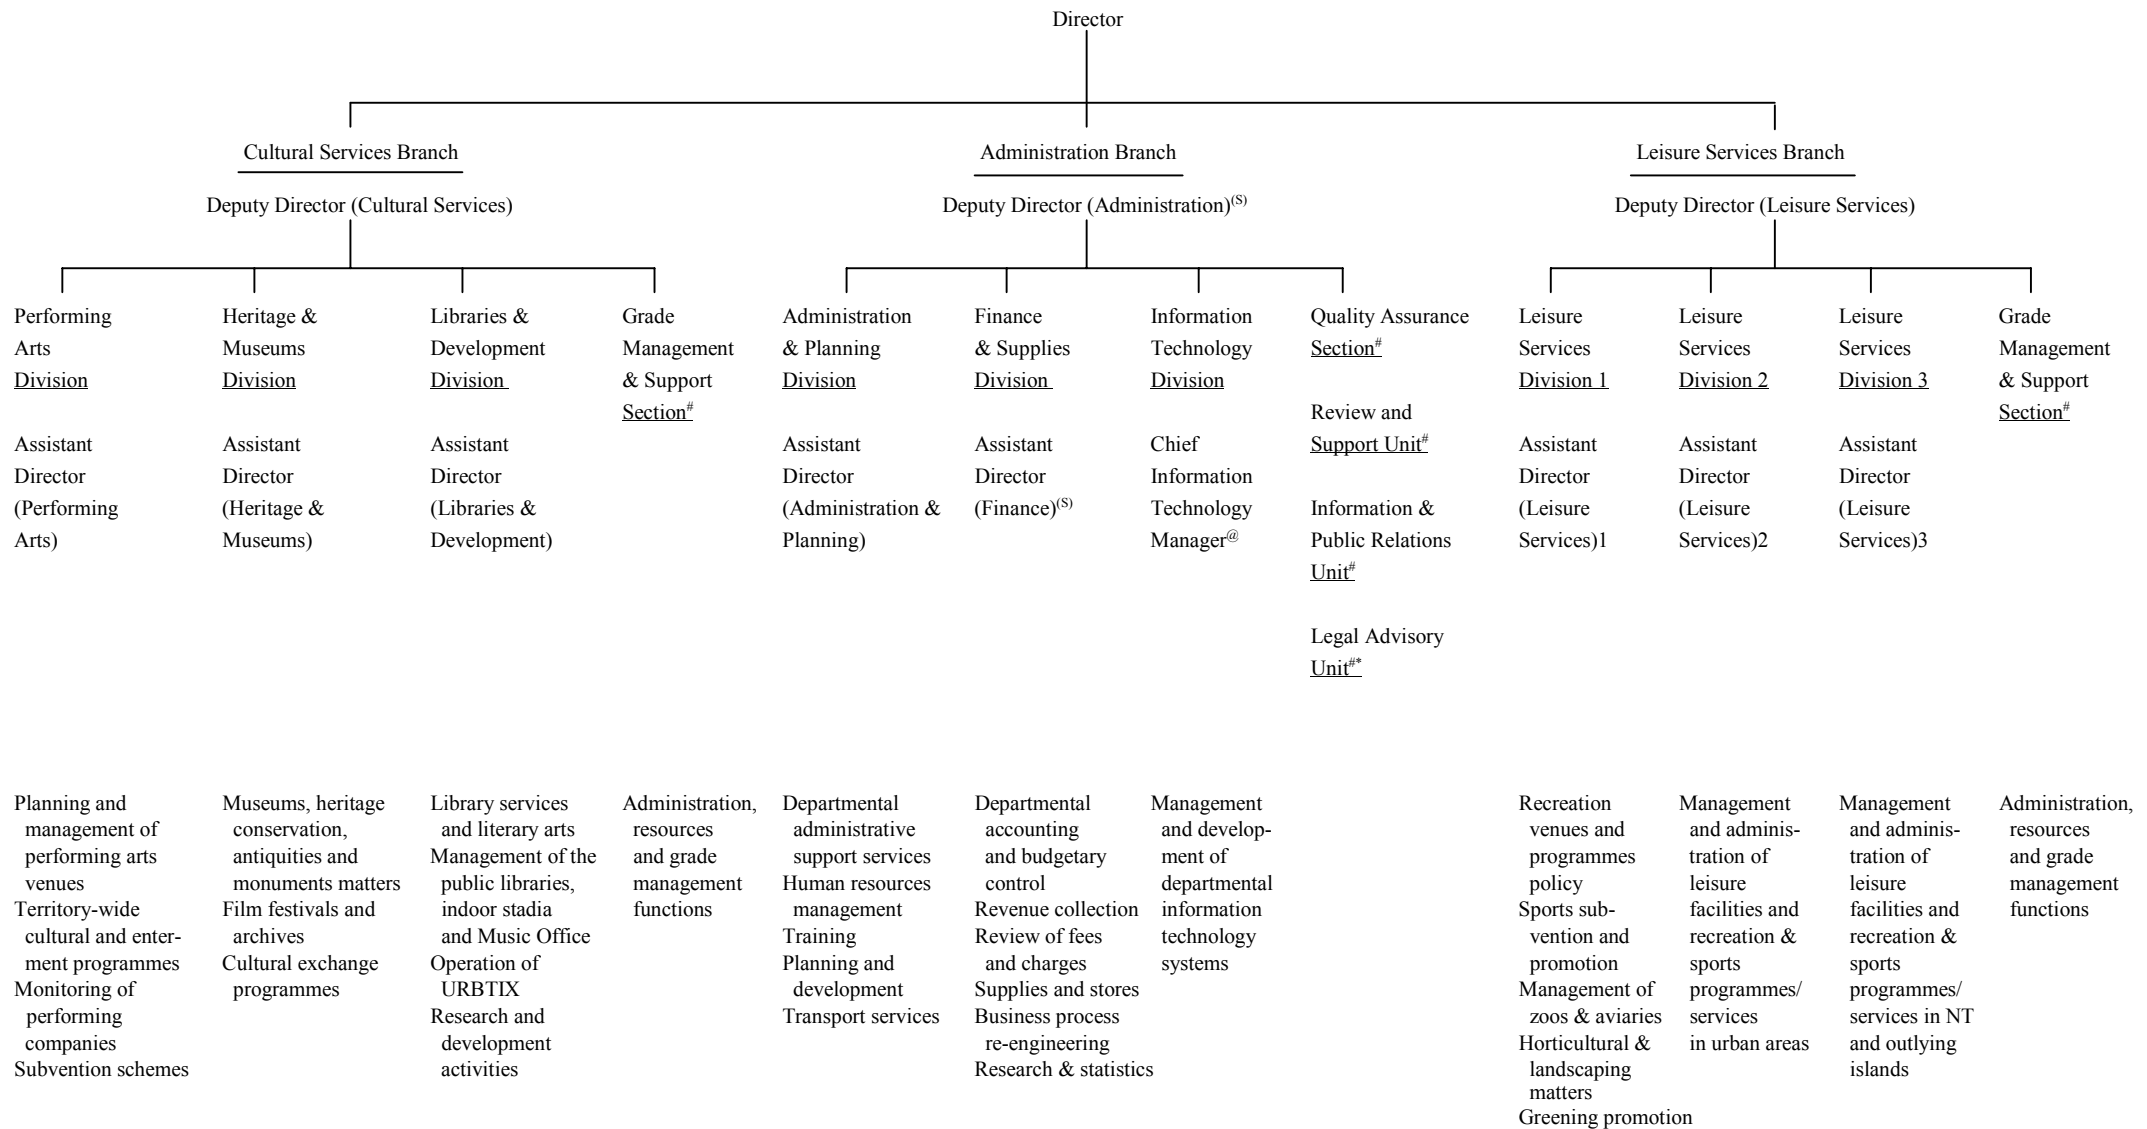 Director
Cultural Services Branch
Deputy Director (Cultural Services)
Administration Branch
Deputy Director (Administration)(S)
Leisure Services Branch
Deputy Director (Leisure Services)
Performing
Arts
Division
Assistant
Director
(Performing
Arts)
Heritage &
Museums
Division
Assistant
Director
(Heritage &
Museums)
Libraries &
Development
Division
Assistant
Director
(Libraries &
Development)
Grade
Management
& Support
Section#
Administration
& Planning
Division
Assistant
Director
(Administration &
Planning)
Finance
& Supplies
Division
Assistant
Director
(Finance)(S)
Information
Technology
Division
Chief
Information
Technology
Manager@
Quality Assurance
Section#
Review and
Support Unit#
Information &
Public Relations
Unit#
Legal Advisory
Unit#*
Leisure
Services
Division 1
Assistant
Director
(Leisure
Services)1
Leisure
Services
Division 2
Assistant
Director
(Leisure
Services)2
Leisure
Services
Division 3
Assistant
Director
(Leisure
Services)3
Grade
Management
& Support
Section#
Planning and
management of
performing arts
venues
Territory-wide
cultural and enter-
ment programmes
Monitoring of
performing
companies
Subvention schemes
Museums, heritage
conservation,
antiquities and
monuments matters
Film festivals and
archives
Cultural exchange
programmes
Library services
and literary arts
Management of the
public libraries,
indoor stadia
and Music Office
Operation of
URBTIX
Research and
development
activities
Administration,
resources
and grade
management
functions
Departmental
administrative
support services
Human resources
management
Training
Planning and
development
Transport services
Departmental
accounting
and budgetary
control
Revenue collection
Review of fees
and charges
Supplies and stores
Business process
re-engineering
Research & statistics
Management
and develop-
ment of
departmental
information
technology
systems
Recreation
venues and
programmes
policy
Sports sub-
vention and
promotion
Management of
zoos & aviaries
Horticultural &
landscaping
matters
Greening promotion
Management
and adminis-
tration of
leisure
facilities and
recreation &
sports
programmes/
services
in urban areas
Management
and adminis-
tration of
leisure
facilities and
recreation &
sports
programmes/
services in NT
and outlying
islands
Administration,
resources
and grade
management
functions